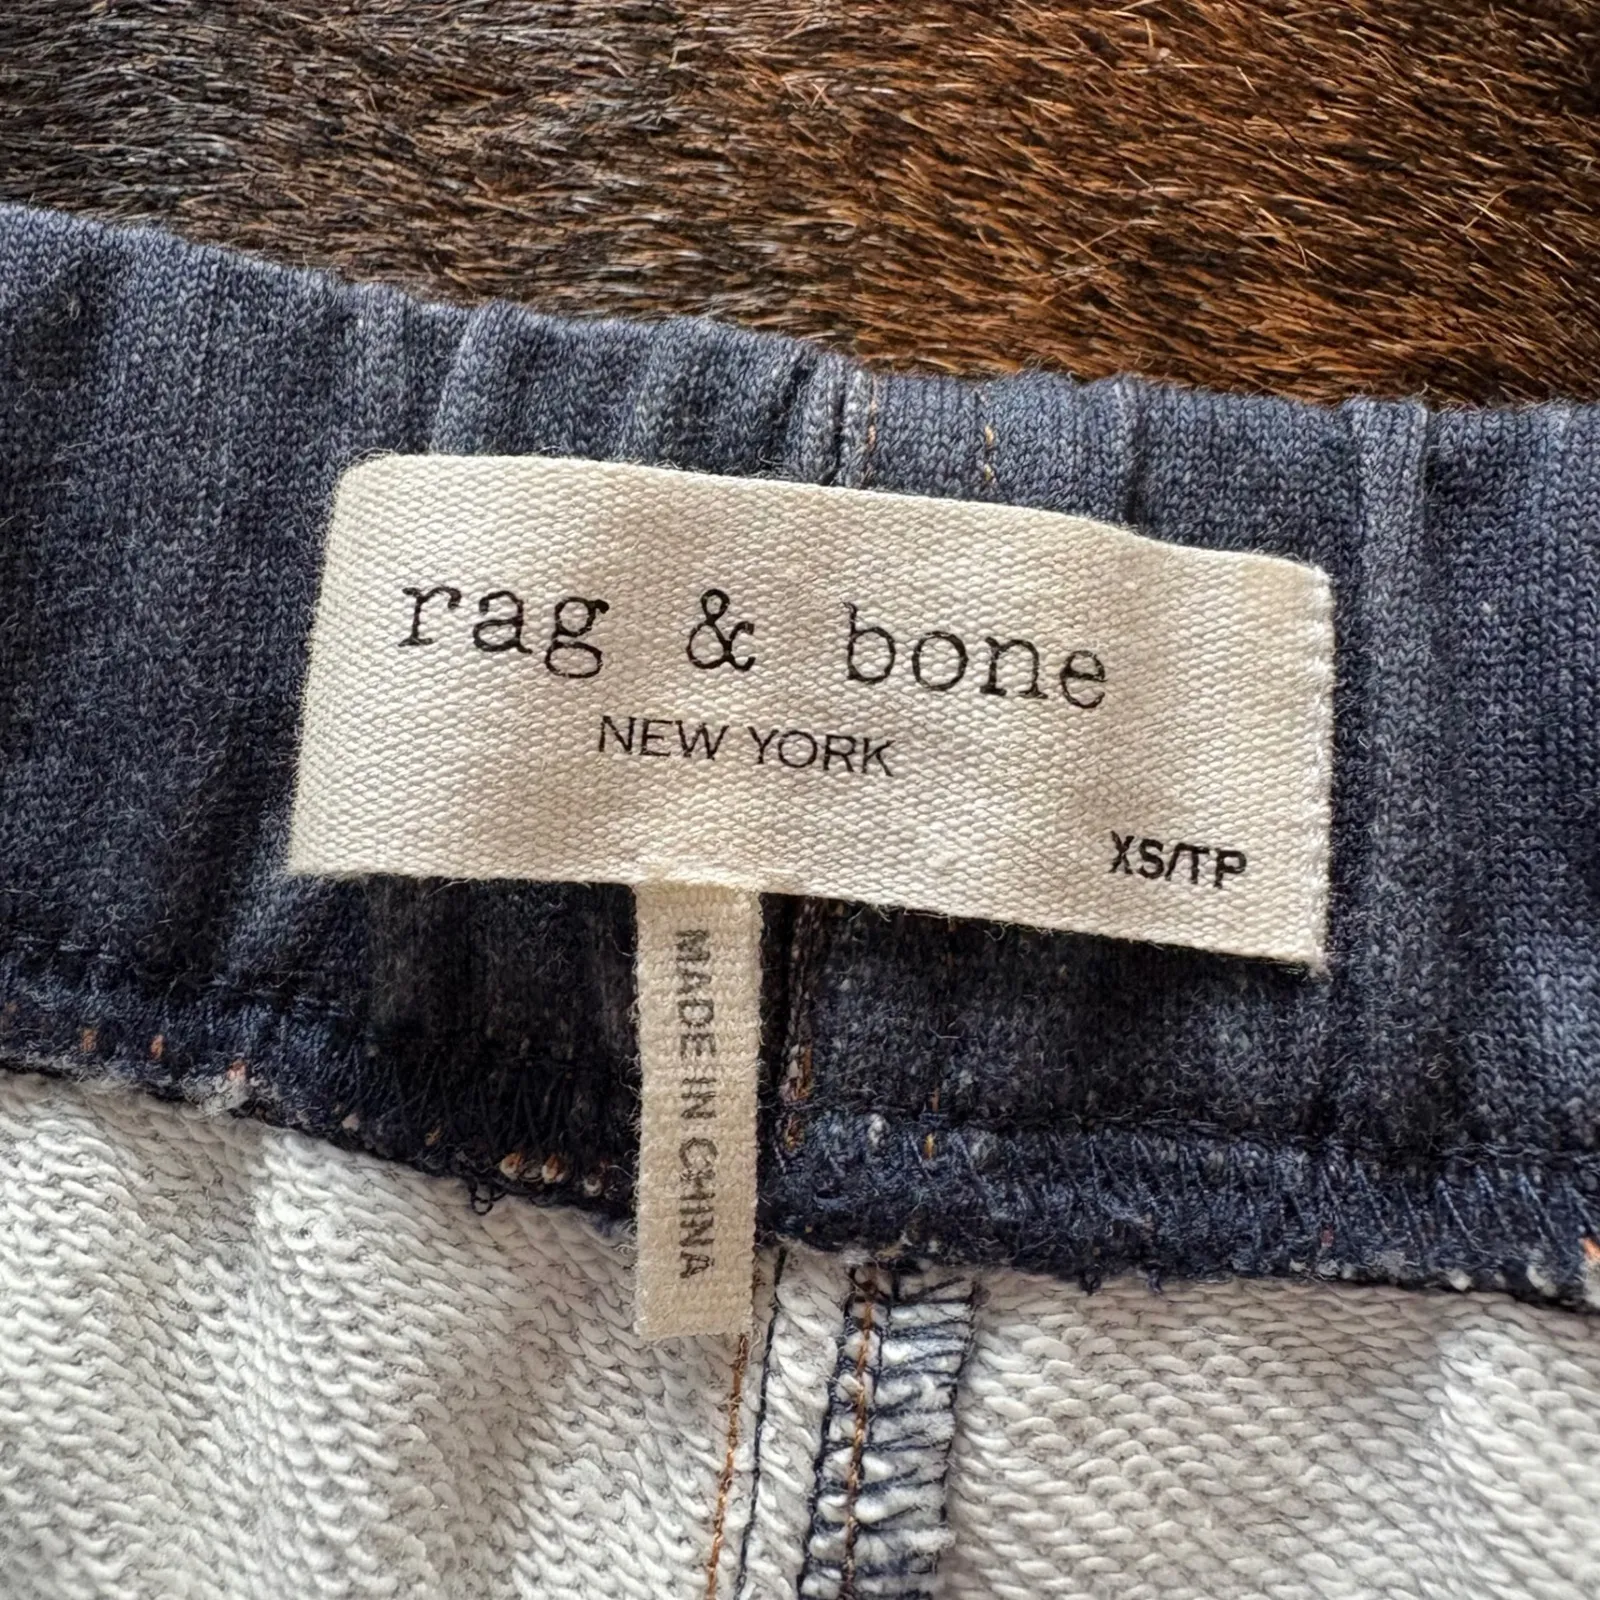 rag & bone
NEW YORK
XS/TP
MADE IN CHINA